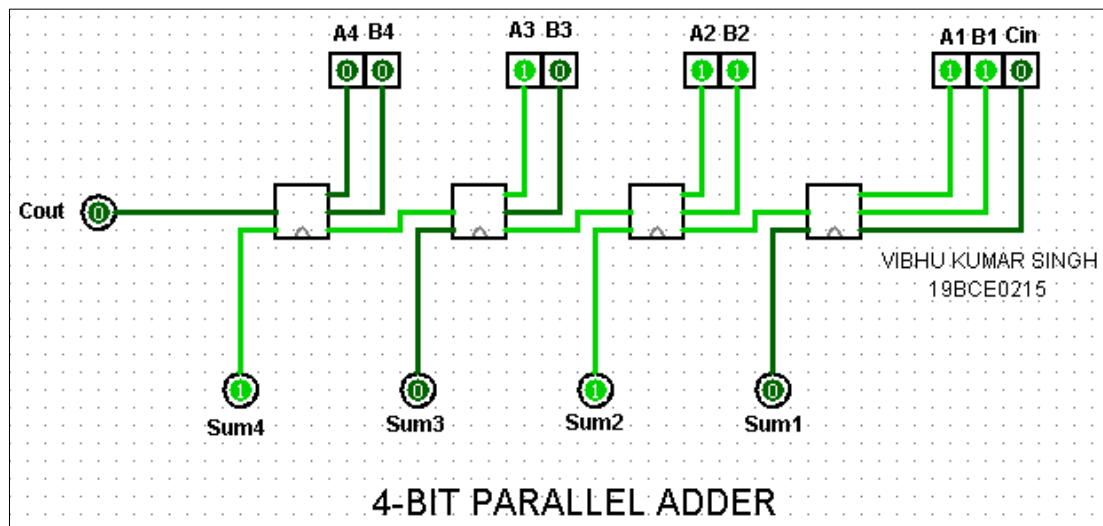 A4 B4 A3 B3 A2 B2 A1 B1 Cin
0 0 1 0 1 1 1 1 0
Cout 0
VIBHU KUMAR SINGH
19BCE0215
1 0 1 0
Sum4 Sum3 Sum2 Sum1
4-BIT PARALLEL ADDER